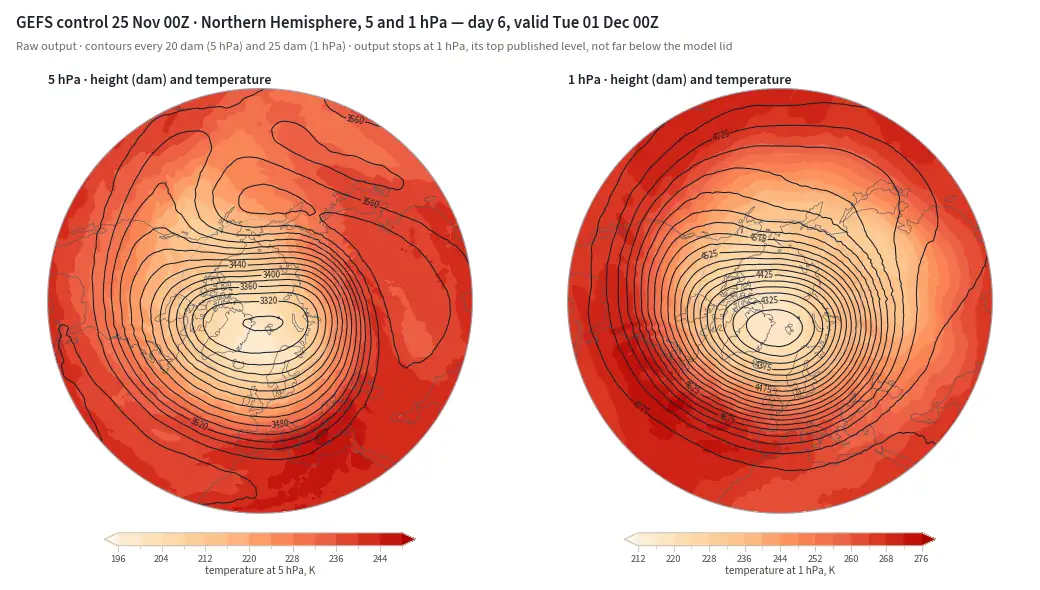 GEFS control 25 Nov 00Z · Northern Hemisphere, 5 and 1 hPa — day 6, valid Tue 01 Dec 00Z
Raw output · contours every 20 dam (5 hPa) and 25 dam (1 hPa) · output stops at 1 hPa, its top published level, not far below the model lid
5 hPa · height (dam) and temperature
3560
3560
3440
3400
3360
3320
3520
3480
196 204 212 220 228 236 244
temperature at 5 hPa, K
1 hPa · height (dam) and temperature
4725
4625
4425
4325
4375
4475
212 220 228 236 244 252 260 268 276
temperature at 1 hPa, K